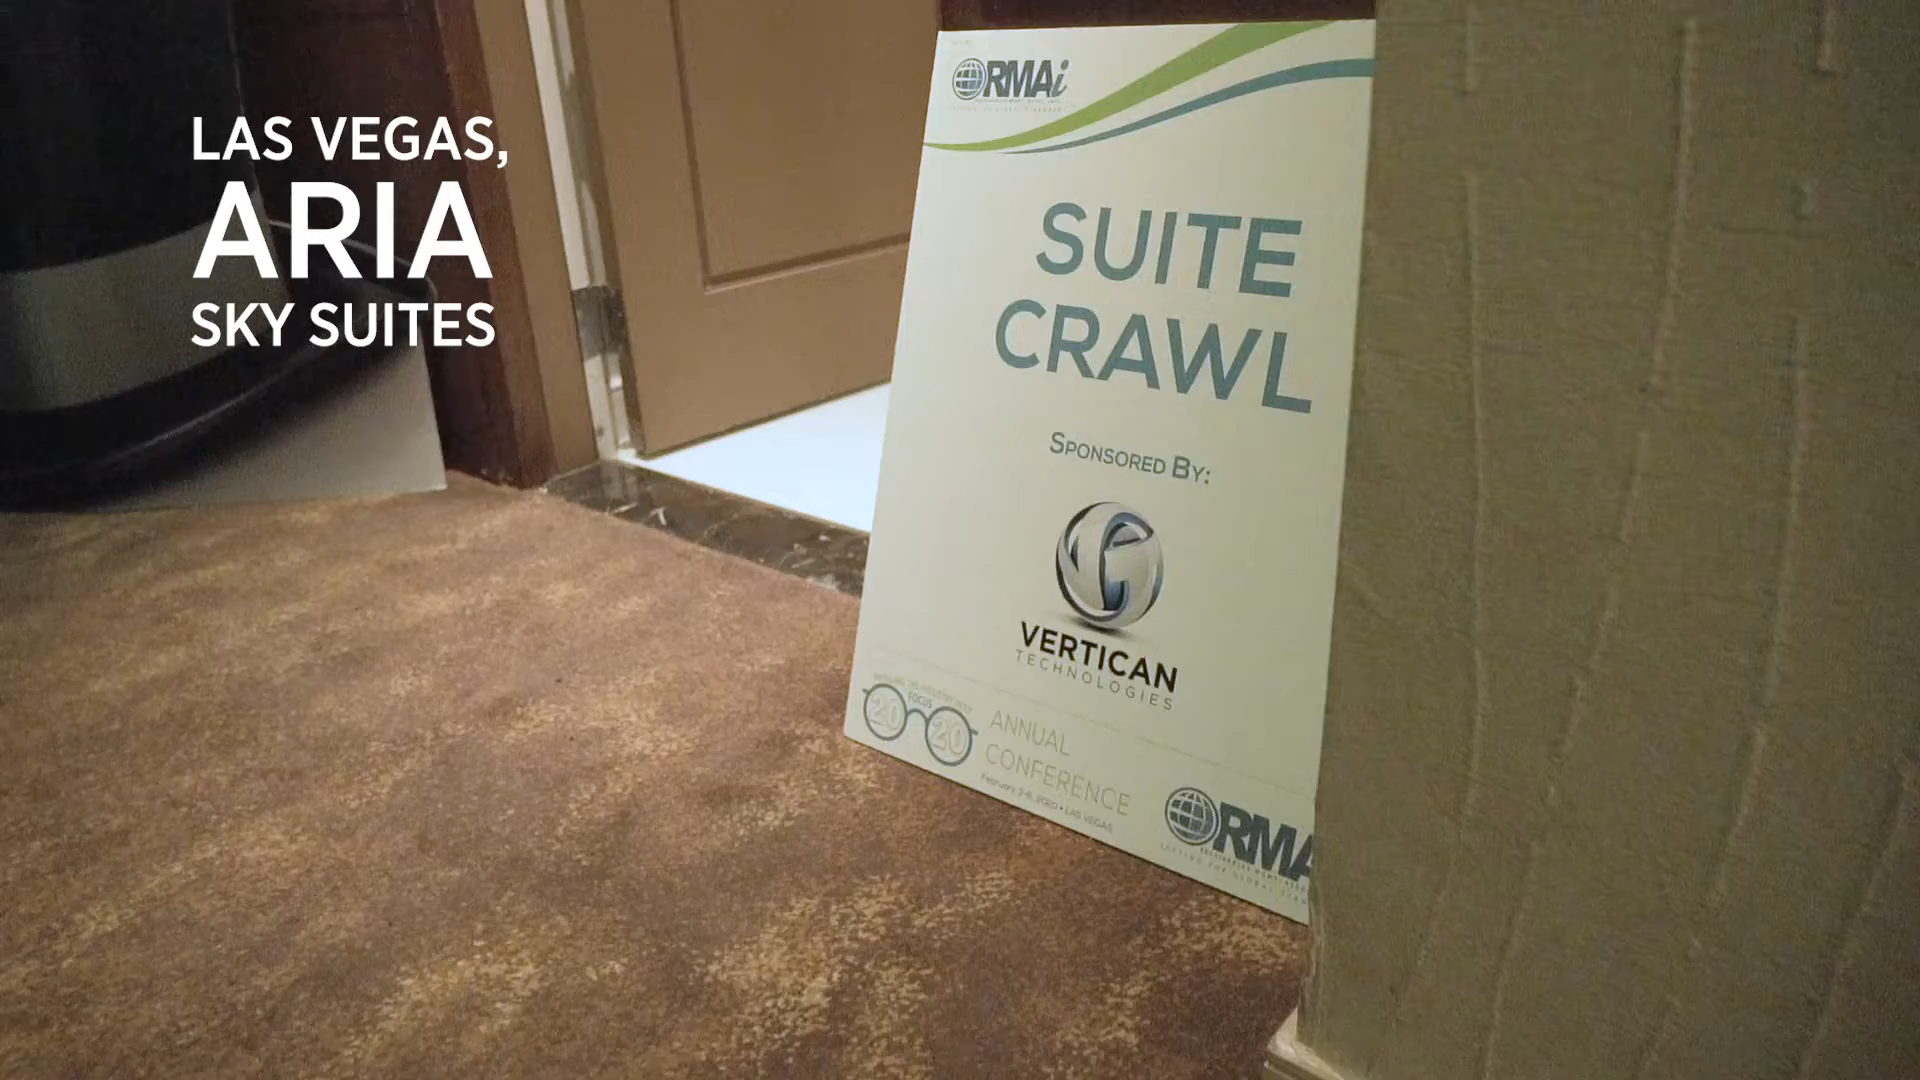 LAS VEGAS,
ARIA
SKY SUITES
RMAi
SUITE
CRAWL
SPONSORED BY:
VERTICAN
TECHNOLOGIES
FOCUS
20 20
ANNUAL
CONFERENCE
LAS VEGAS
RMA